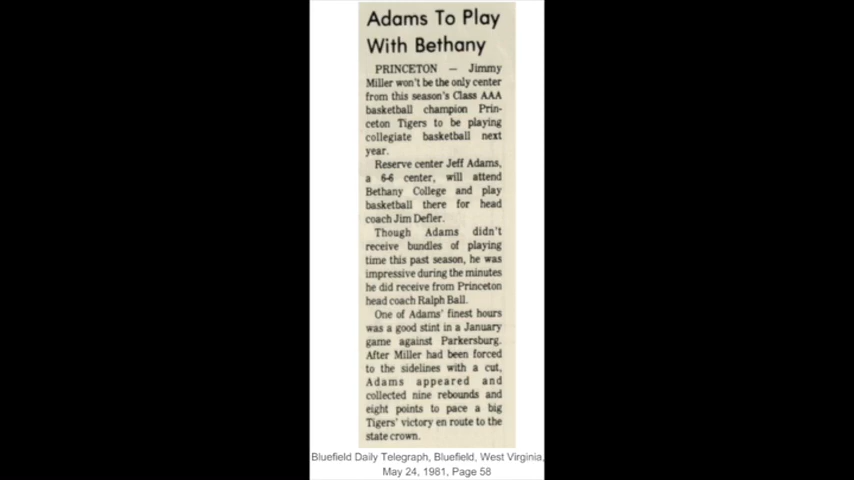 Adams To Play
With Bethany
PRINCETON — Jimmy
Miller won't be the only center
from this season's Class AAA
basketball champion Prin-
ceton Tigers to be playing
collegiate basketball next
year.
Reserve center Jeff Adams,
a 6-6 center, will attend
Bethany College and play
basketball there for head
coach Jim Defler.
Though Adams didn't
receive bundles of playing
time this past season, he was
impressive during the minutes
he did receive from Princeton
head coach Ralph Ball.
One of Adams' finest hours
was a good stint in a January
game against Parkersburg.
After Miller had been forced
to the sidelines with a cut,
Adams appeared and
collected nine rebounds and
eight points to pace a big
Tigers' victory en route to the
state crown.
Bluefield Daily Telegraph, Bluefield, West Virginia,
May 24, 1981, Page 58